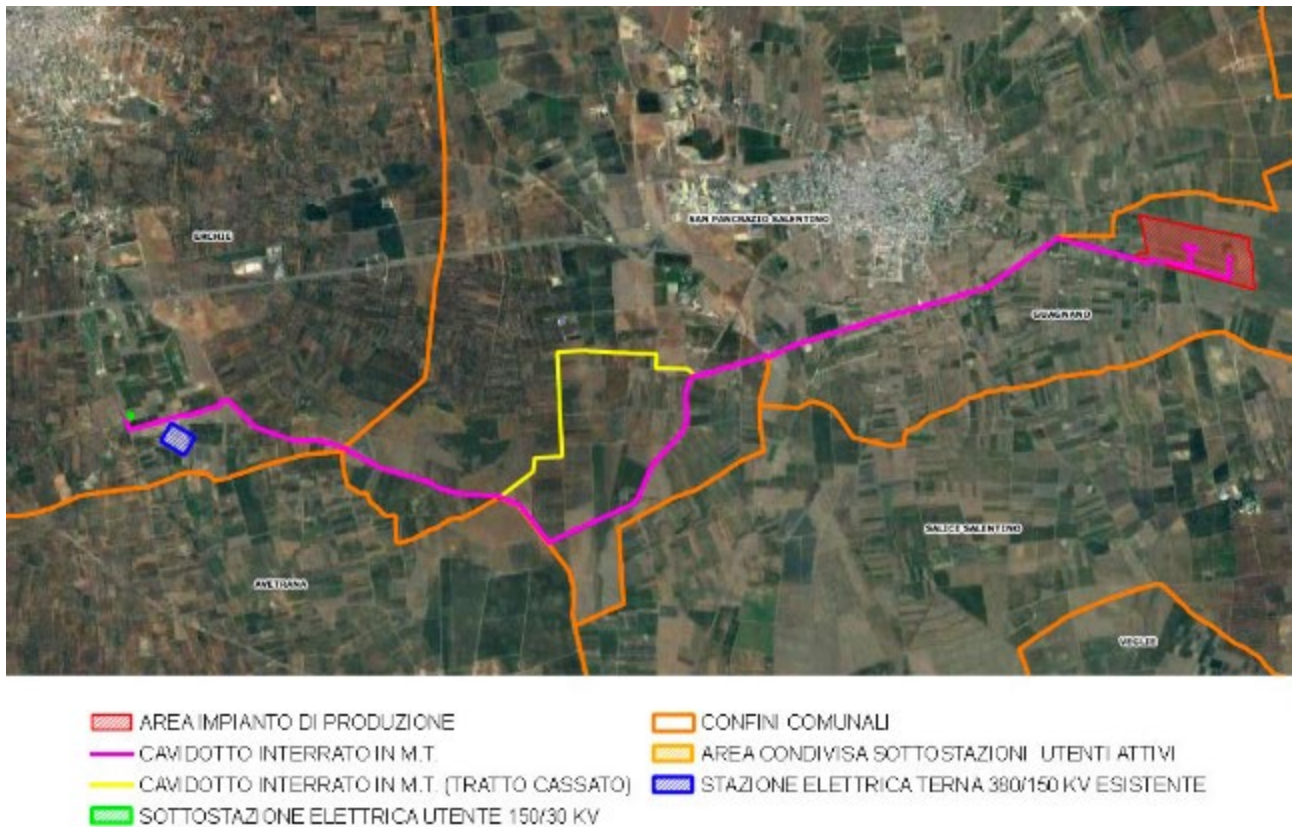 SAN PANCRAZIO SALENTINO
ERCHIE
GUAGNANO
SALICE SALENTINO
AVETRANA
VEGLIE
AREA IMPIANTO DI PRODUZIONE
CAVIDOTTO INTERRATO IN M.T.
CAVIDOTTO INTERRATO IN M.T. (TRATTO CASSATO)
SOTTOSTAZIONE ELETTRICA UTENTE 150/30 KV
CONFINI COMUNALI
AREA CONDIVISA SOTTOSTAZIONI UTENTI ATTIVI
STAZIONE ELETTRICA TERNA 380/150 KV ESISTENTE